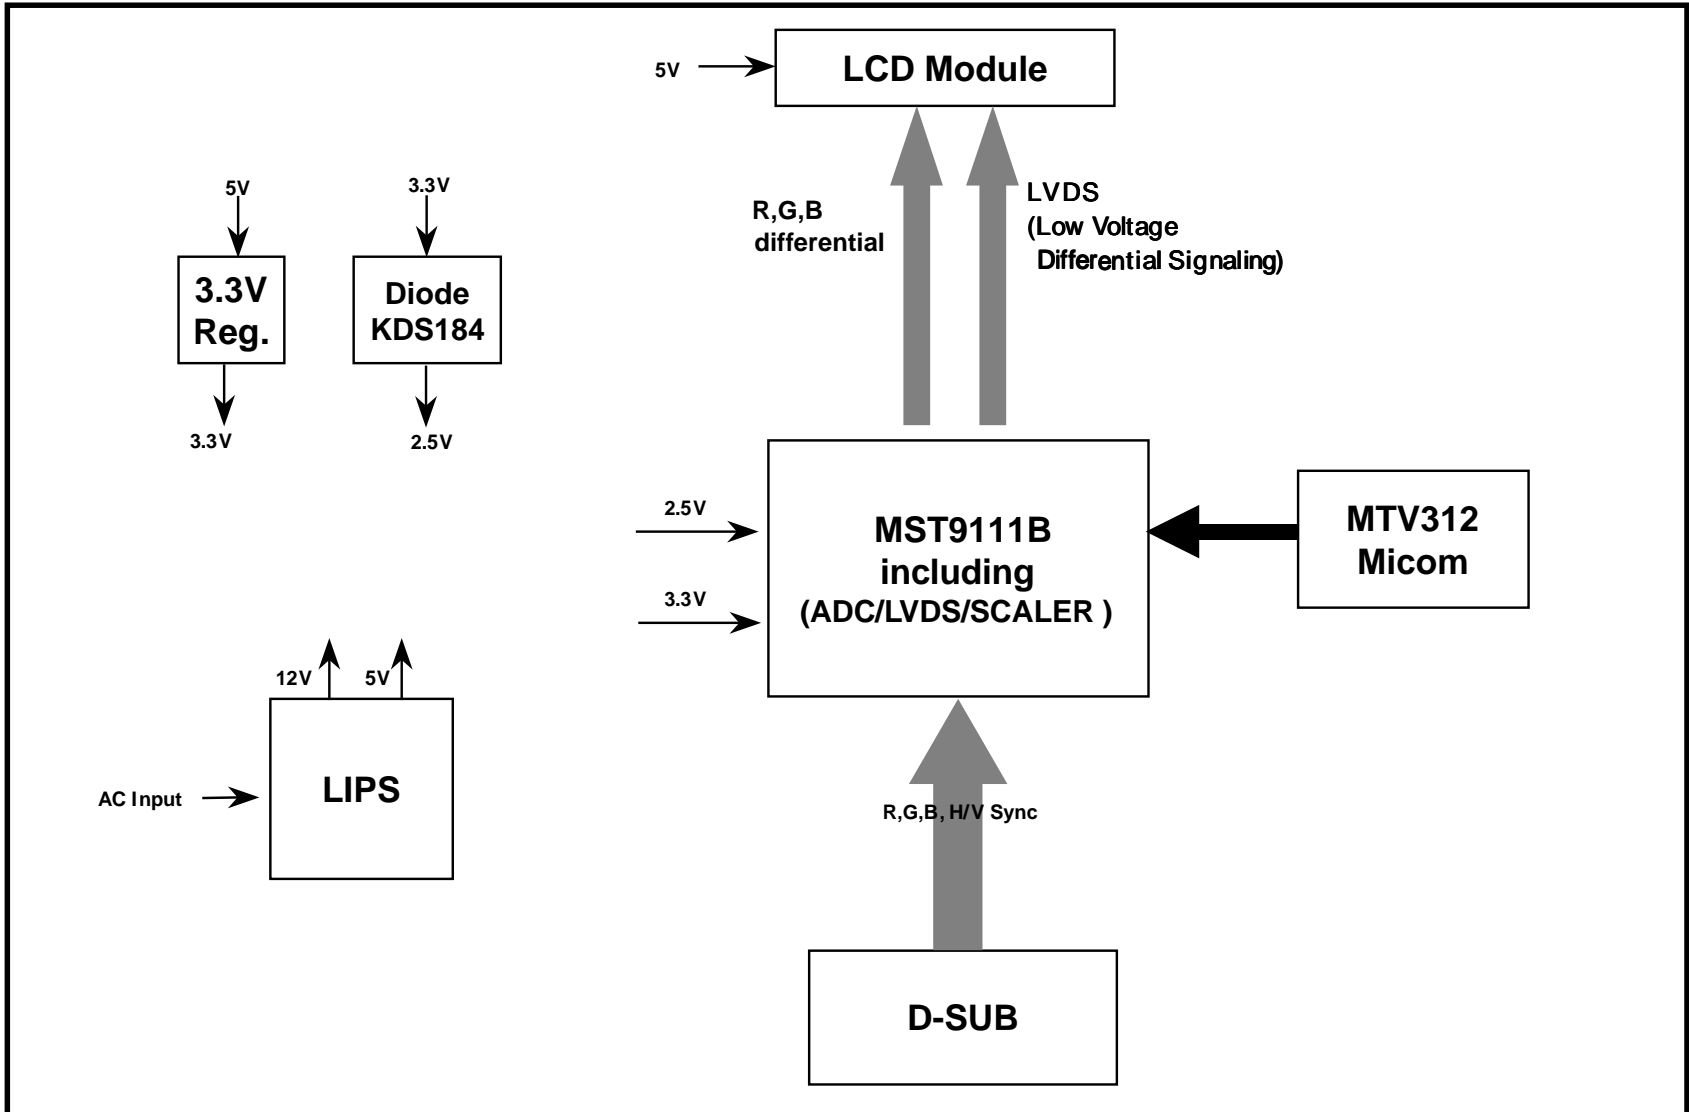 LCD Module
5V
R,G,B
differential
LVDS
(Low Voltage
Differential Signaling)
5V
3.3V
3.3V
Reg.
Diode
KDS184
3.3V
2.5V
2.5V
3.3V
MST9111B
including
(ADC/LVDS/SCALER )
MTV312
Micom
12V
5V
LIPS
AC Input
R,G,B, H/V Sync
D-SUB